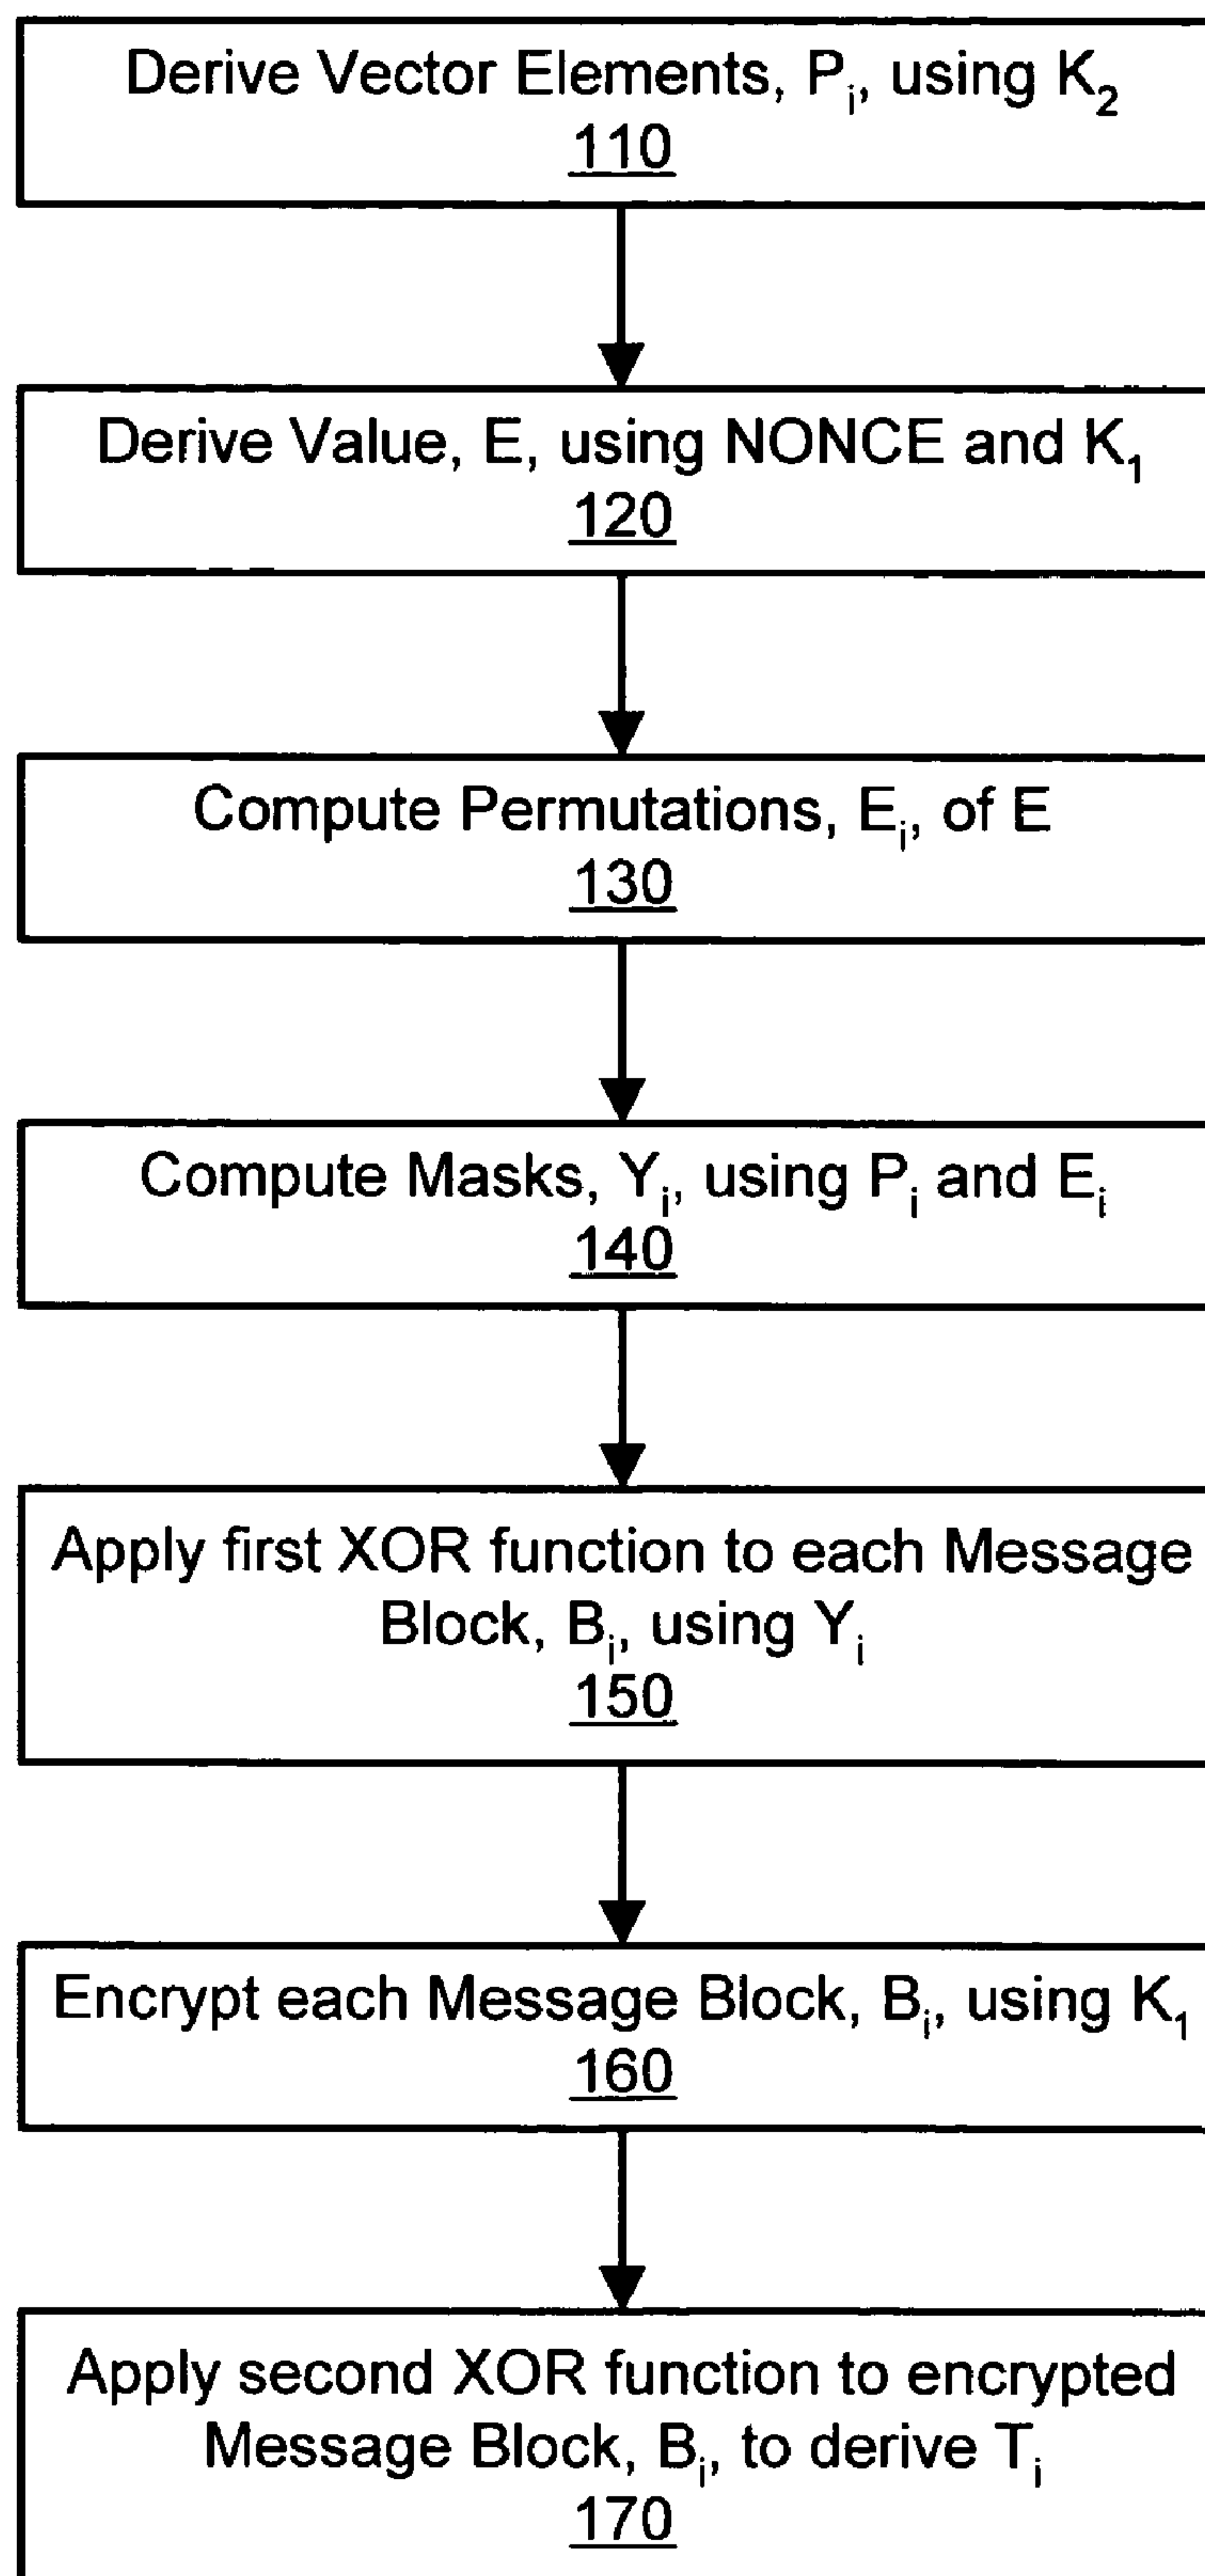 Derive Vector Elements, Pᵢ, using K₂
110
Derive Value, E, using NONCE and K₁
120
Compute Permutations, Eᵢ, of E
130
Compute Masks, Yᵢ, using Pᵢ and Eᵢ
140
Apply first XOR function to each Message
Block, Bᵢ, using Yᵢ
150
Encrypt each Message Block, Bᵢ, using K₁
160
Apply second XOR function to encrypted
Message Block, Bᵢ, to derive Tᵢ
170